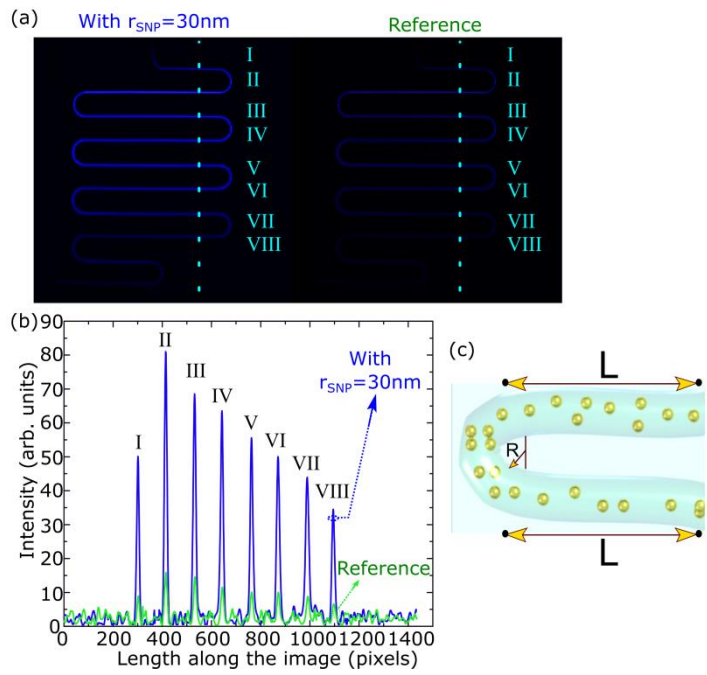 (a)
With rSNP=30nm
Reference
I
II
III
IV
V
VI
VII
VIII
I
II
III
IV
V
VI
VII
VIII
(b)
90
80
70
60
50
40
30
20
10
0
Intensity (arb. units)
I
II
III
IV
V
VI
VII
VIII
With
rSNP=30nm
Reference
0 200 400 600 800 1000 1200 1400
Length along the image (pixels)
(c)
L
R
L